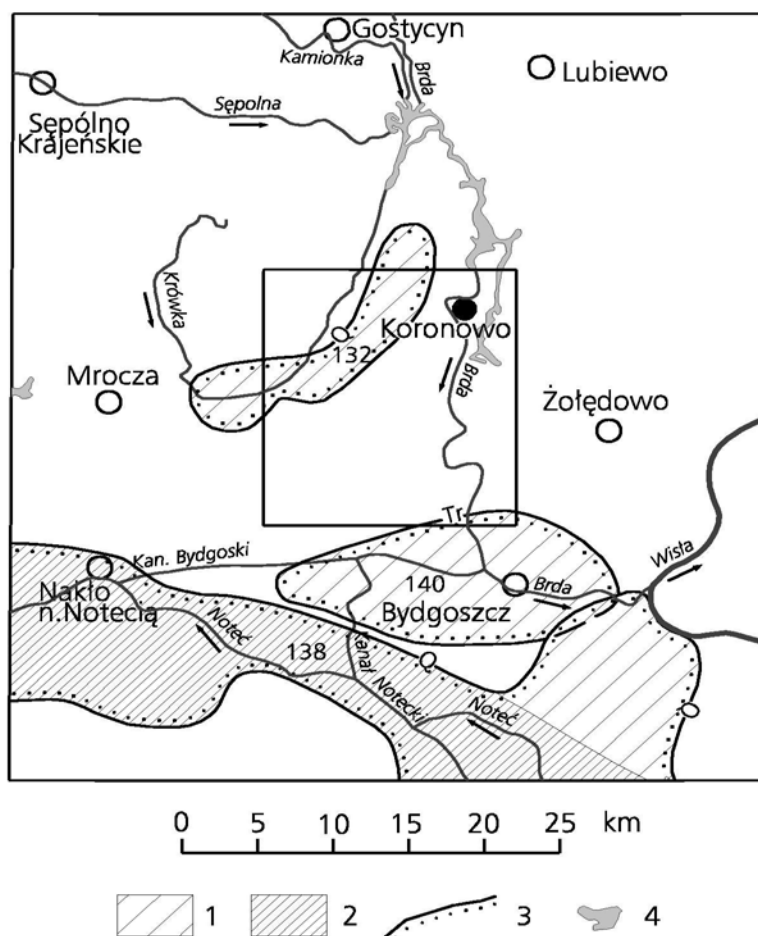 Gostycyn
Kamionka
Brda
Lubiewo
Sępolna
Sępólno
Krajeńskie
Krówka
Koronowo
Q
132
Mrocza
Brda
Żołędowo
Tr
Kan. Bydgoski
Wisła
140
Brda
Bydgoszcz
Nakło
n. Notecią
Noteć
138
Kanał Notecki
Q
Noteć
Q
0 5 10 15 20 25 km
1 2 3 4